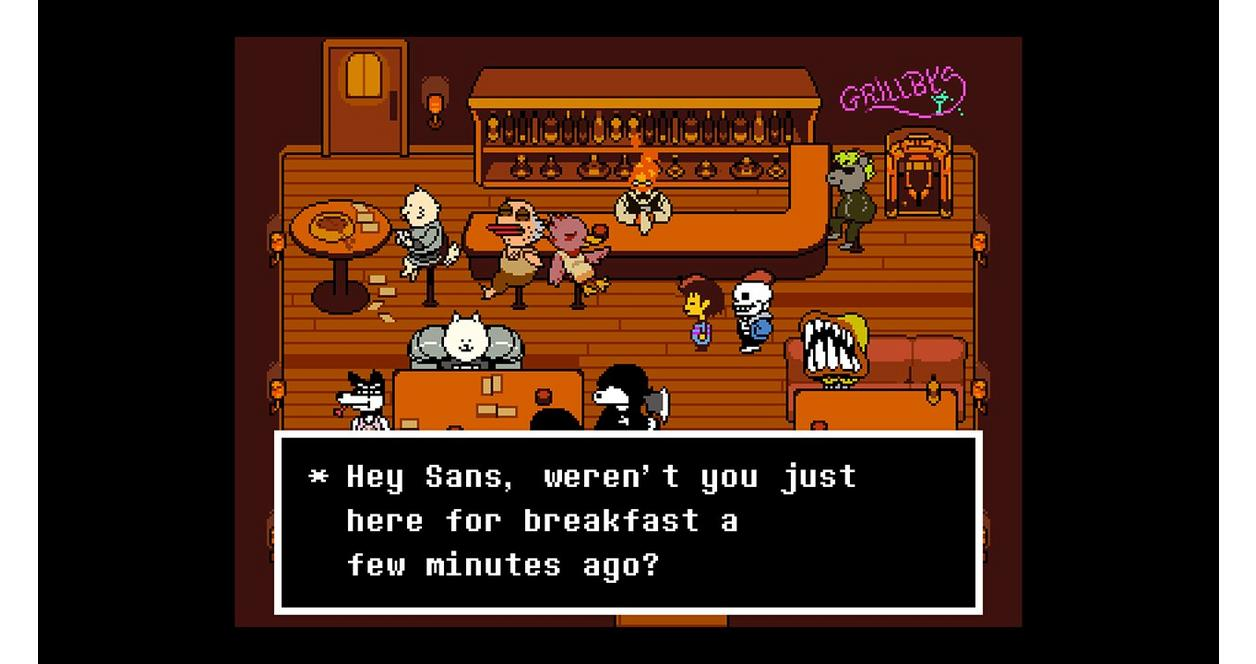 GRILLBY'S
* Hey Sans, weren't you just
here for breakfast a
few minutes ago?